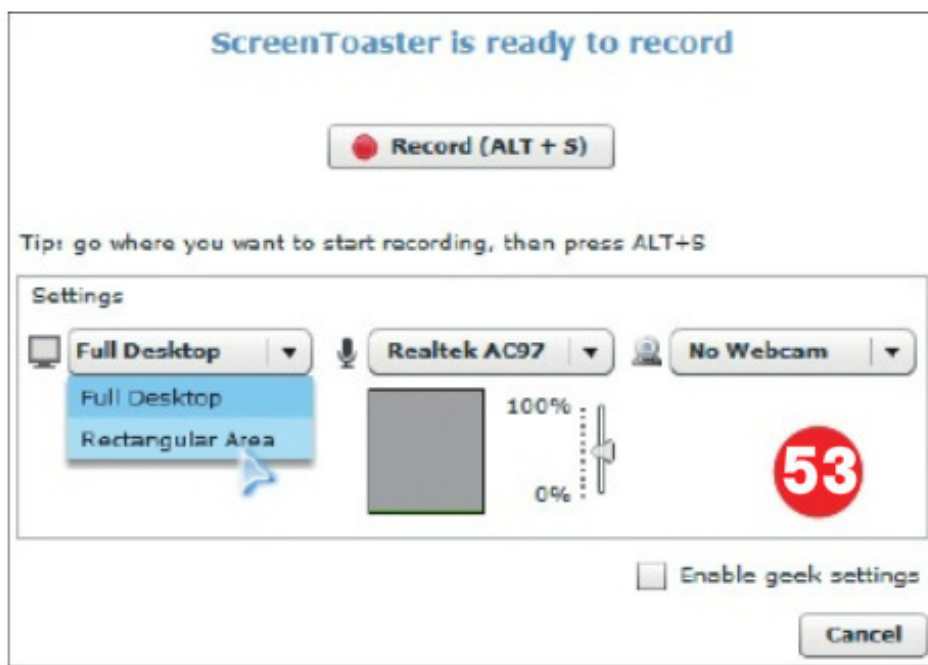 ScreenToaster is ready to record
Record (ALT + S)
Tip: go where you want to start recording, then press ALT+S
Settings
Full Desktop
Realtek AC97
No Webcam
Full Desktop
Rectangular Area
100%
0%
53
Enable geek settings
Cancel